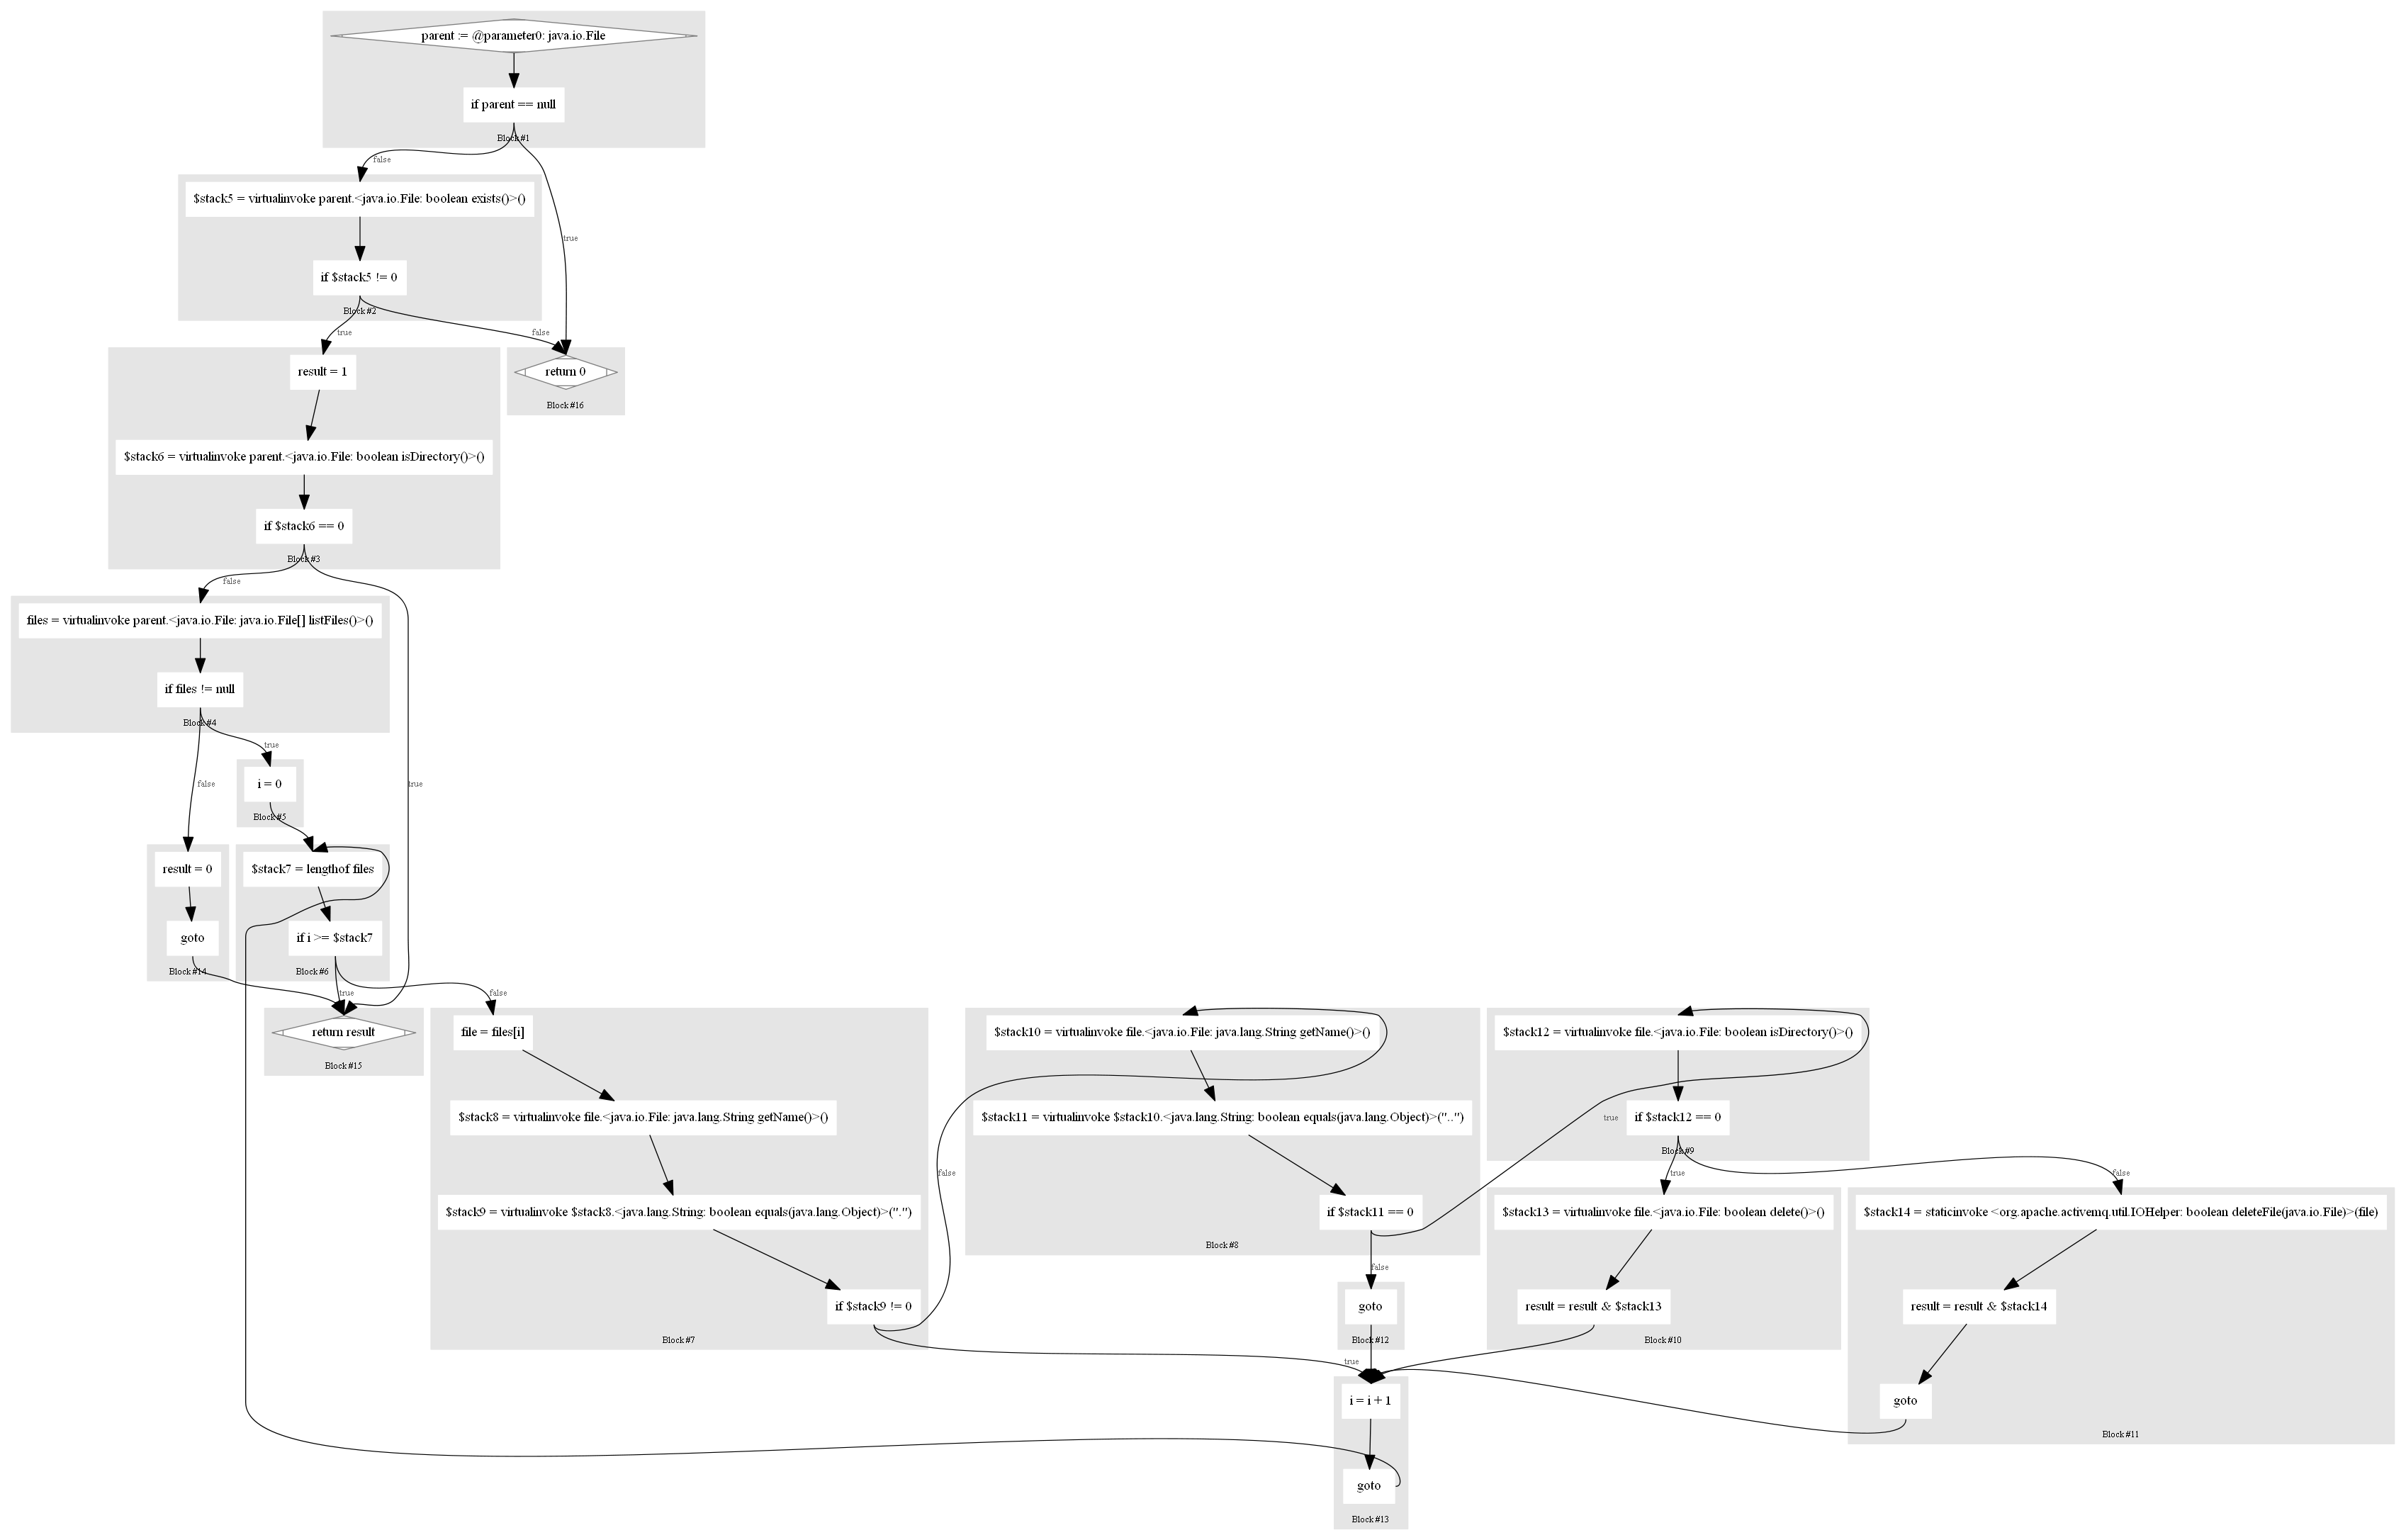 parent := @parameter0: java.io.File
if parent == null
Block #1
false
true
$stack5 = virtualinvoke parent.<java.io.File: boolean exists()>()
if $stack5 != 0
Block #2
true
false
result = 1
$stack6 = virtualinvoke parent.<java.io.File: boolean isDirectory()>()
if $stack6 == 0
Block #3
return 0
Block #16
false
true
files = virtualinvoke parent.<java.io.File: java.io.File[] listFiles()>()
if files != null
Block #4
false
true
i = 0
Block #5
result = 0
goto
Block #14
$stack7 = lengthof files
if i >= $stack7
Block #6
true
false
return result
Block #15
file = files[i]
$stack8 = virtualinvoke file.<java.io.File: java.lang.String getName()>()
$stack9 = virtualinvoke $stack8.<java.lang.String: boolean equals(java.lang.Object)>(".")
if $stack9 != 0
Block #7
false
true
$stack10 = virtualinvoke file.<java.io.File: java.lang.String getName()>()
$stack11 = virtualinvoke $stack10.<java.lang.String: boolean equals(java.lang.Object)>("..")
if $stack11 == 0
Block #8
true
false
$stack12 = virtualinvoke file.<java.io.File: boolean isDirectory()>()
if $stack12 == 0
Block #9
true
false
goto
Block #12
$stack13 = virtualinvoke file.<java.io.File: boolean delete()>()
result = result & $stack13
Block #10
$stack14 = staticinvoke <org.apache.activemq.util.IOHelper: boolean deleteFile(java.io.File)>(file)
result = result & $stack14
goto
Block #11
i = i + 1
goto
Block #13